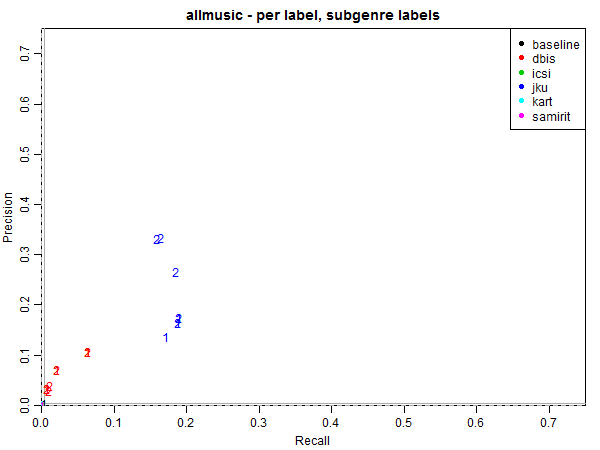 allmusic - per label, subgenre labels
baseline
dbis
icsi
jku
kart
samirit
Precision
0.7
0.6
0.5
0.4
0.3
0.2
0.1
0.0
2 2
2
2
2
1
2
2
2
0.0 0.1 0.2 0.3 0.4 0.5 0.6 0.7
Recall